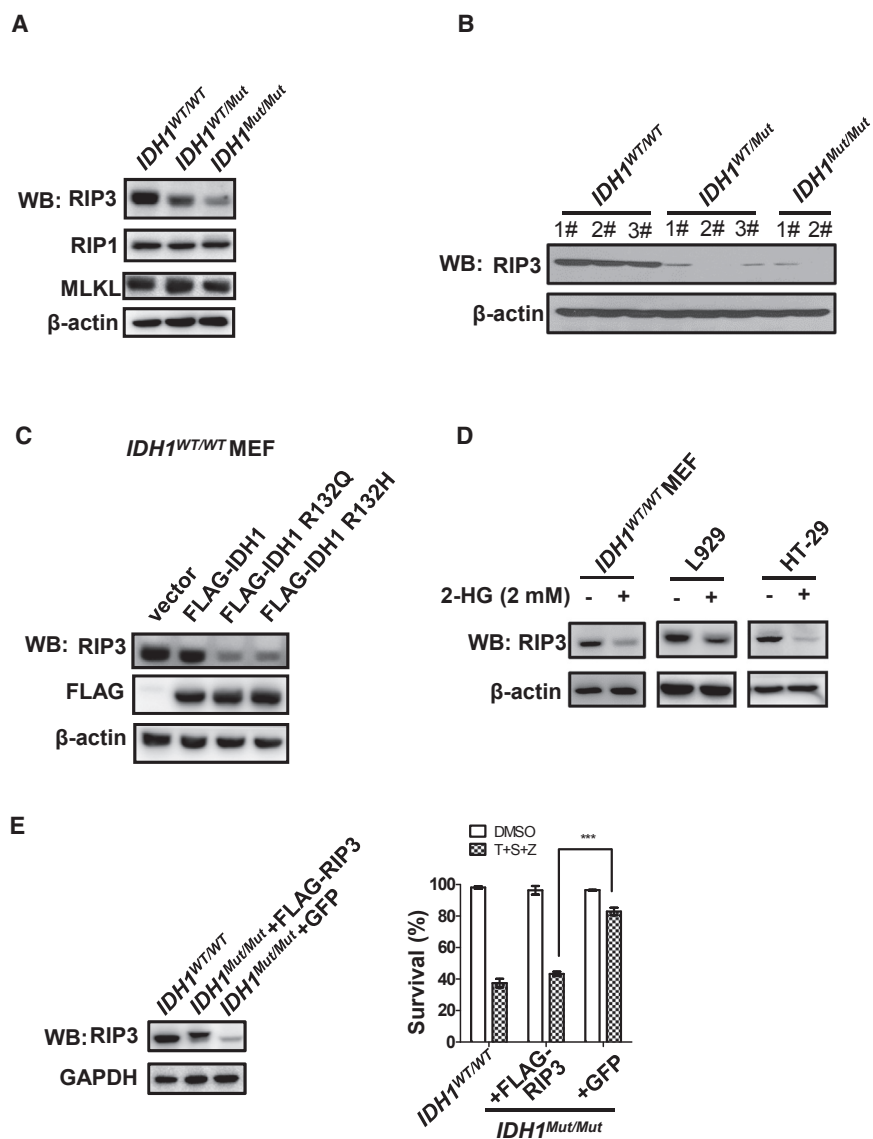 A
IDH1WT/WT
IDH1WT/Mut
IDH1Mut/Mut
WB: RIP3
RIP1
MLKL
β-actin
B
IDH1WT/WT
IDH1WT/Mut
IDH1Mut/Mut
1# 2# 3# 1# 2# 3# 1# 2#
WB: RIP3
β-actin
C
IDH1WT/WT MEF
vector
FLAG-IDH1
FLAG-IDH1 R132Q
FLAG-IDH1 R132H
WB: RIP3
FLAG
β-actin
D
IDH1WT/WT MEF
L929
HT-29
2-HG (2 mM) - + - + - +
WB: RIP3
β-actin
E
IDH1WT/WT
IDH1Mut/Mut +FLAG-RIP3
IDH1Mut/Mut +GFP
WB: RIP3
GAPDH
DMSO
T+S+Z
***
Survival (%)
100
80
60
40
20
0
IDH1WT/WT
+FLAG-
RIP3
+GFP
IDH1Mut/Mut